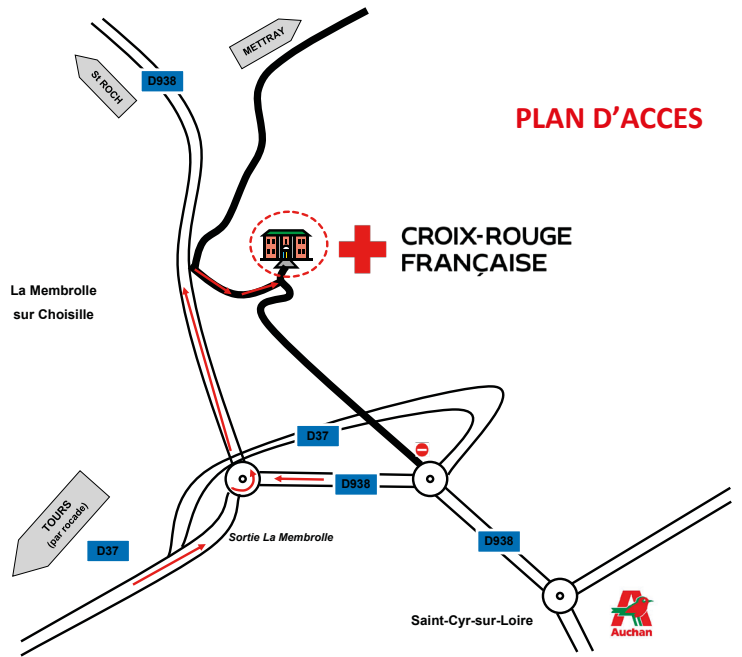 METTRAY
St ROCH
D938
PLAN D’ACCES
CROIX-ROUGE
FRANÇAISE
La Membrolle
sur Choisille
D37
D938
TOURS
(par rocade)
D37
Sortie La Membrolle
D938
Saint-Cyr-sur-Loire
Auchan